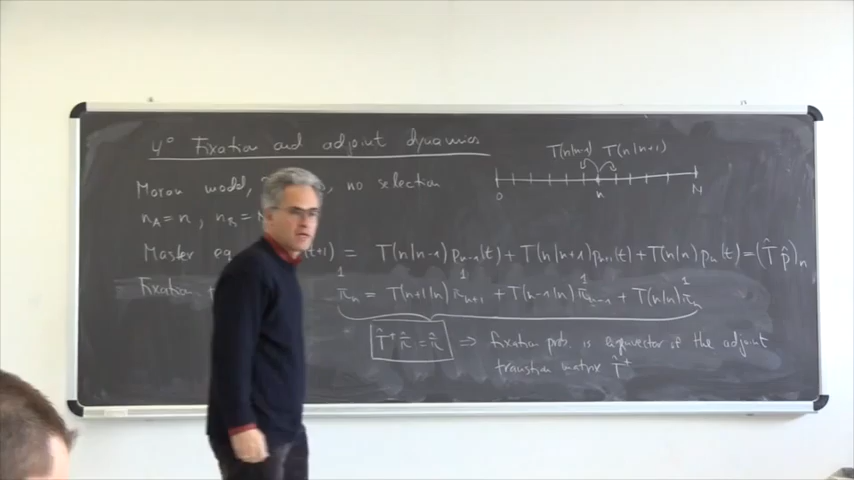 4° Fixation and adjoint dynamics
T(n|n-1) T(n|n+1)
Moran model, no selection
0 n N
n_A = n, n_B =
Master eq (t+1) = T(n|n-1)p_{n-1}(t) + T(n|n+1)p_{n+1}(t) + T(n|n)p_n(t) = (T̂ p̂)_n
1 1 1 1
Fixation π_n = T(n+1|n) π_{n+1} + T(n-1|n) π_{n-1} + T(n|n) π_n
T̂⁺ π̂ = π̂ ⇒ fixation prob. is eigenvector of the adjoint
transition matrix T̂⁺